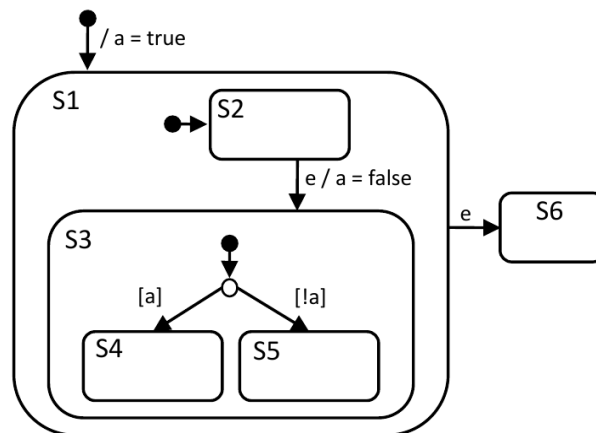 / a = true
S1
S2
e / a = false
S3
e
S6
[a]
[!a]
S4
S5